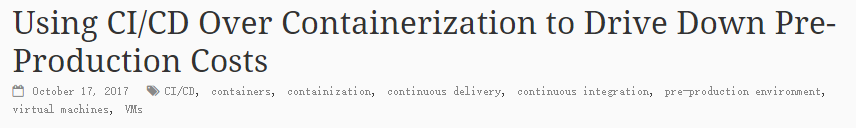 Using CI/CD Over Containerization to Drive Down Pre-
Production Costs
October 17, 2017 CI/CD, containers, containization, continuous delivery, continuous integration, pre-production environment,
virtual machines, VMs